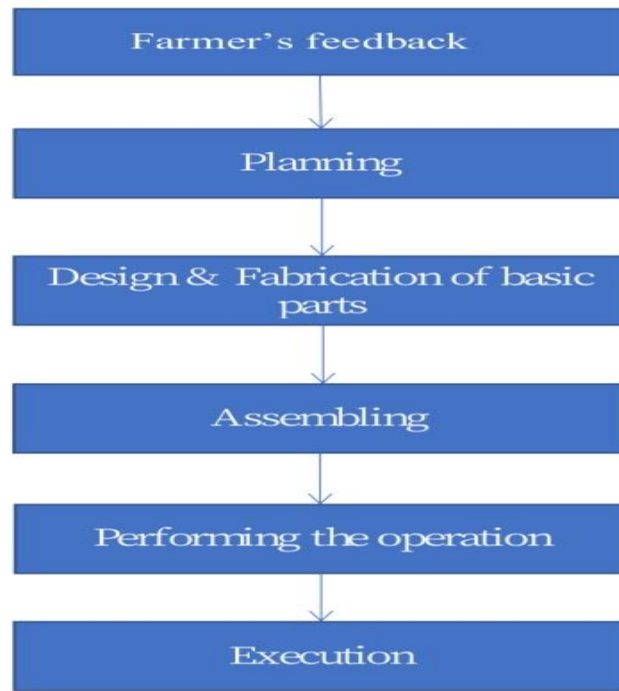 Farmer’s feedback
Planning
Design & Fabrication of basic
parts
Assembling
Performing the operation
Execution